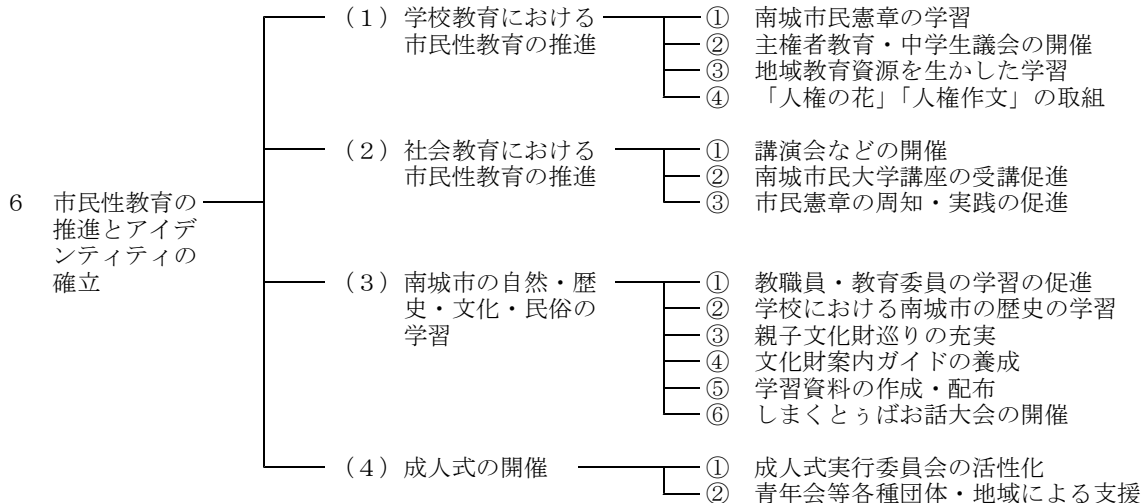 (1)学校教育における
市民性教育の推進
① 南城市民憲章の学習
② 主権者教育・中学生議会の開催
③ 地域教育資源を生かした学習
④ 「人権の花」「人権作文」の取組
(2)社会教育における
市民性教育の推進
① 講演会などの開催
② 南城市民大学講座の受講促進
③ 市民憲章の周知・実践の促進
6 市民性教育の
推進とアイデ
ンティティの
確立
(3)南城市の自然・歴
史・文化・民俗の
学習
① 教職員・教育委員の学習の促進
② 学校における南城市の歴史の学習
③ 親子文化財巡りの充実
④ 文化財案内ガイドの養成
⑤ 学習資料の作成・配布
⑥ しまくとぅばお話大会の開催
(4)成人式の開催
① 成人式実行委員会の活性化
② 青年会等各種団体・地域による支援